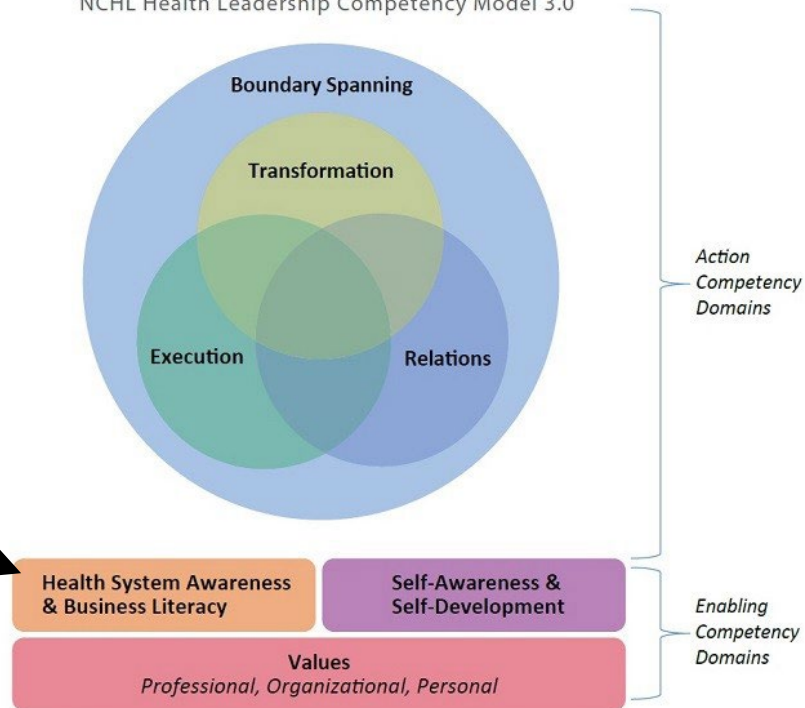 NCHL Health Leadership Competency Model 3.0
Boundary Spanning
Transformation
Execution
Relations
Action
Competency
Domains
Health System Awareness
& Business Literacy
Self-Awareness &
Self-Development
Values
Professional, Organizational, Personal
Enabling
Competency
Domains